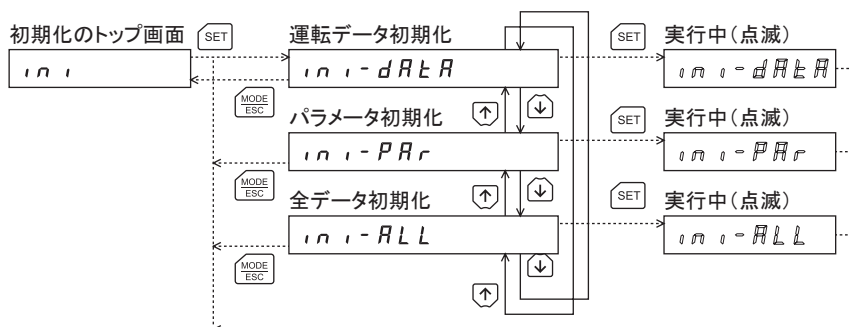 初期化のトップ画面 SET 運転データ初期化 SET 実行中（点滅）
ini ini-dAtA ini-dAtA
MODE
ESC
↑ ↓
パラメータ初期化 SET 実行中（点滅）
ini-PAr ini-PAr
MODE
ESC
↑ ↓
全データ初期化 SET 実行中（点滅）
ini-ALL ini-ALL
MODE
ESC
↓
↑